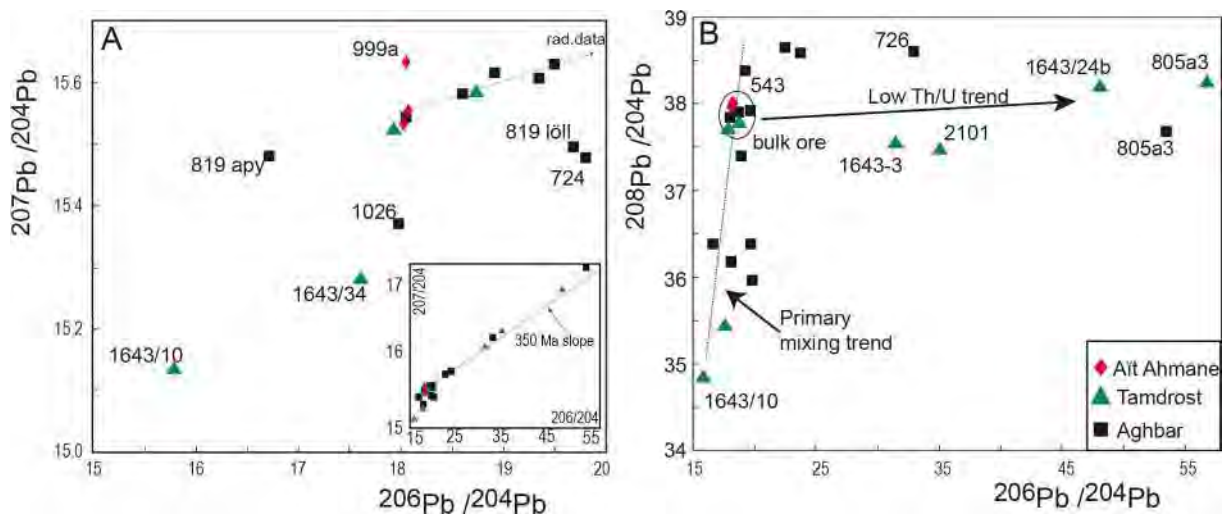 A
999a
rad.data
15.6
819 löll
819 apy
724
15.4
1026
1643/34
15.2
1643/10
15.0
15 16 17 18 19 20
207Pb /204Pb
206Pb /204Pb
17
16
15
207/204
350 Ma slope
206/204
15 25 35 45 55
B
39
38
37
36
35
34
726
1643/24b
805a3
543
Low Th/U trend
bulk ore
1643-3
2101
805a3
Primary
mixing trend
1643/10
Aït Ahmane
Tamdrost
Aghbar
15 25 35 45 55
208Pb /204Pb
206Pb /204Pb